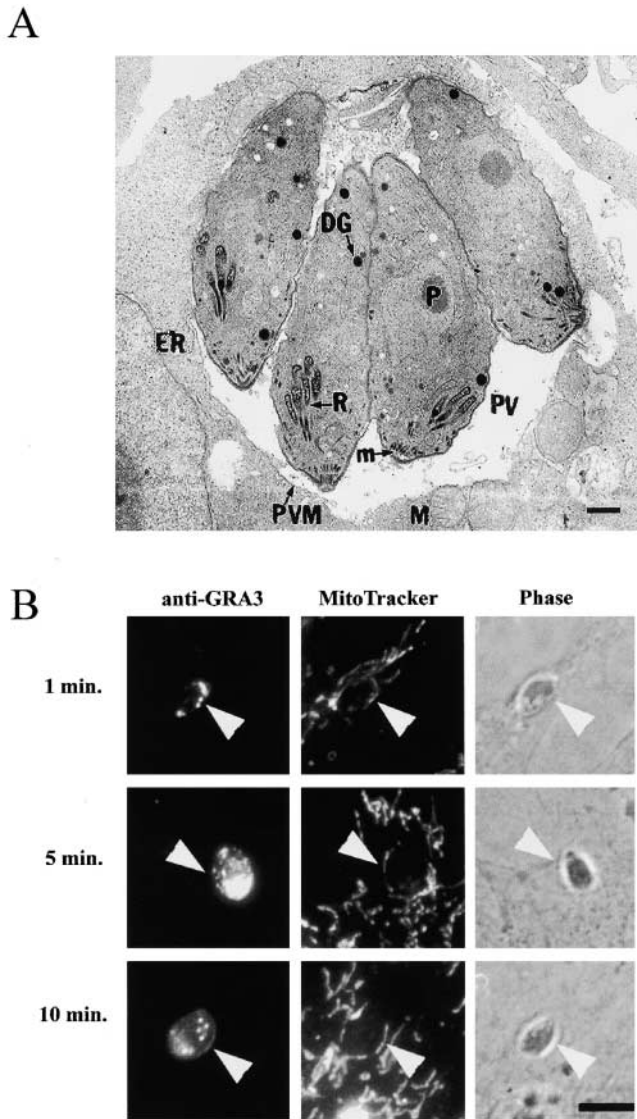 A
DG
P
ER
R
PV
m
PVM
M
B
anti-GRA3 MitoTracker Phase
1 min.
5 min.
10 min.